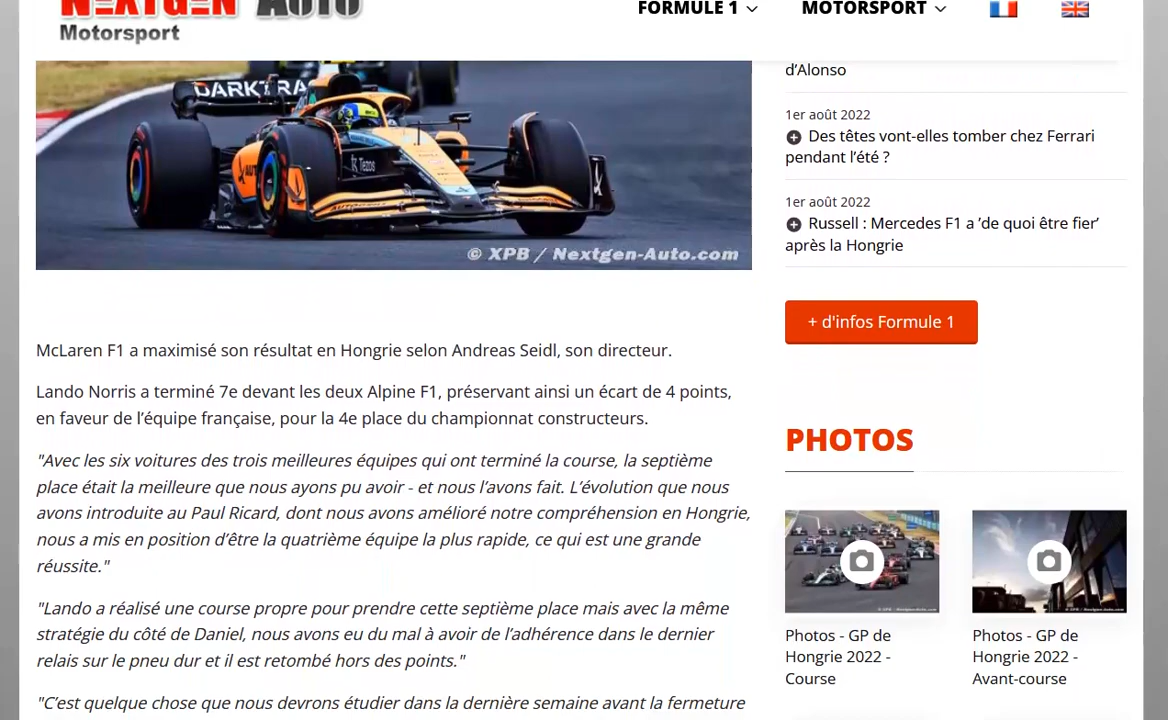 NEXTGEN AUTO
Motorsport
FORMULE 1
MOTORSPORT
DARKTRA
Tezos
© XPB / Nextgen-Auto.com
McLaren F1 a maximisé son résultat en Hongrie selon Andreas Seidl, son directeur.
Lando Norris a terminé 7e devant les deux Alpine F1, préservant ainsi un écart de 4 points,
en faveur de l’équipe française, pour la 4e place du championnat constructeurs.
"Avec les six voitures des trois meilleures équipes qui ont terminé la course, la septième
place était la meilleure que nous ayons pu avoir - et nous l’avons fait. L’évolution que nous
avons introduite au Paul Ricard, dont nous avons amélioré notre compréhension en Hongrie,
nous a mis en position d’être la quatrième équipe la plus rapide, ce qui est une grande
réussite."
"Lando a réalisé une course propre pour prendre cette septième place mais avec la même
stratégie du côté de Daniel, nous avons eu du mal à avoir de l’adhérence dans le dernier
relais sur le pneu dur et il est retombé hors des points."
"C’est quelque chose que nous devrons étudier dans la dernière semaine avant la fermeture
d’Alonso
1er août 2022
Des têtes vont-elles tomber chez Ferrari
pendant l’été ?
1er août 2022
Russell : Mercedes F1 a ’de quoi être fier’
après la Hongrie
+ d'infos Formule 1
PHOTOS
Photos - GP de
Hongrie 2022 -
Course
Photos - GP de
Hongrie 2022 -
Avant-course